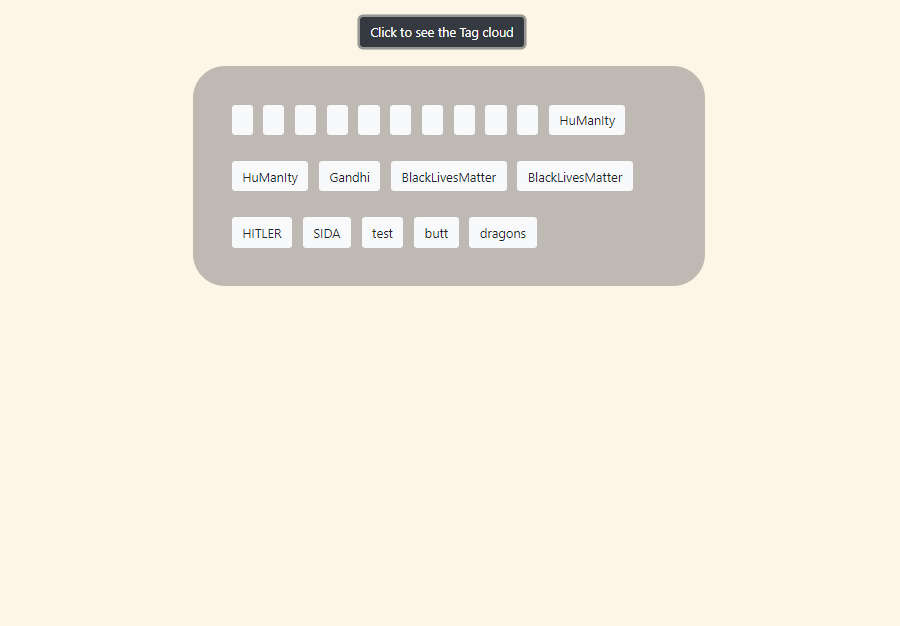 Click to see the Tag cloud
HuManIty
HuManIty Gandhi BlackLivesMatter BlackLivesMatter
HITLER SIDA test butt dragons